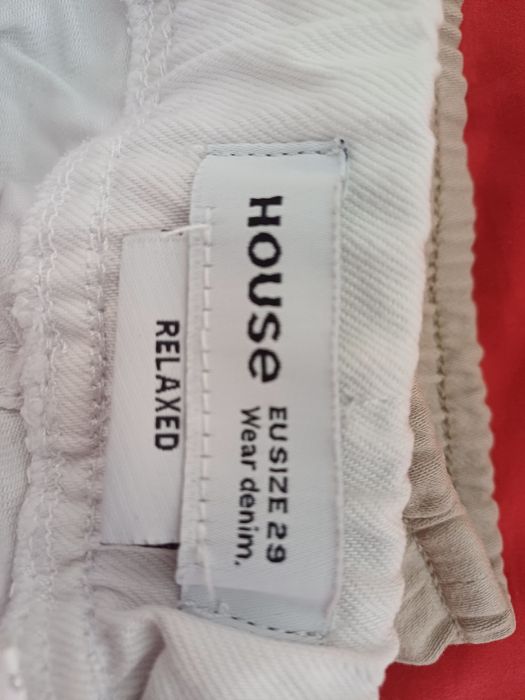 HOUSe
EU SIZE 29
Wear denim.
RELAXED